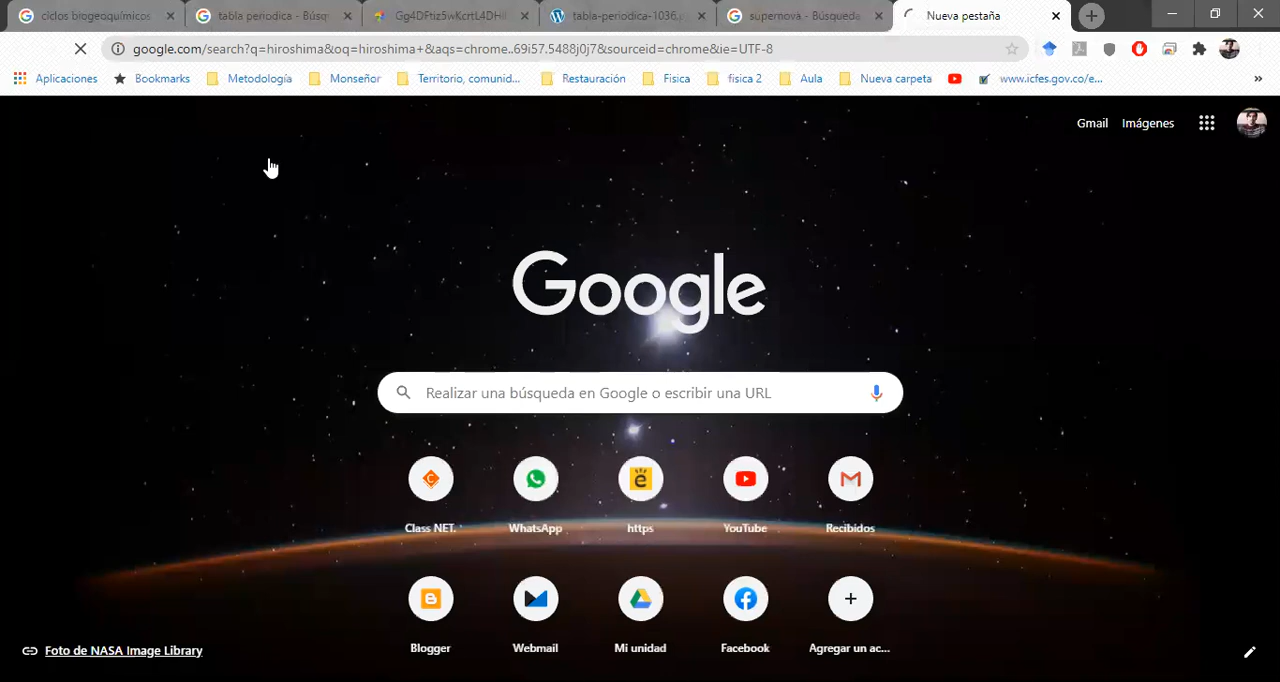 ciclos biogeoquímicos
tabla periodica - Búsq
Gg4DFtiz5wKcrtL4DHi
tabla-periodica-1036.
supernova - Búsqueda
Nueva pestaña
google.com/search?q=hiroshima&oq=hiroshima+&aqs=chrome..69i57.5488j0j7&sourceid=chrome&ie=UTF-8
Aplicaciones
Bookmarks
Metodología
Monseñor
Territorio, comunid...
Restauración
Fisica
fisica 2
Aula
Nueva carpeta
www.icfes.gov.co/e...
Gmail
Imágenes
Google
Realizar una búsqueda en Google o escribir una URL
Class NET.
WhatsApp
https
YouTube
Recibidos
Blogger
Webmail
Mi unidad
Facebook
Agregar un ac...
Foto de NASA Image Library